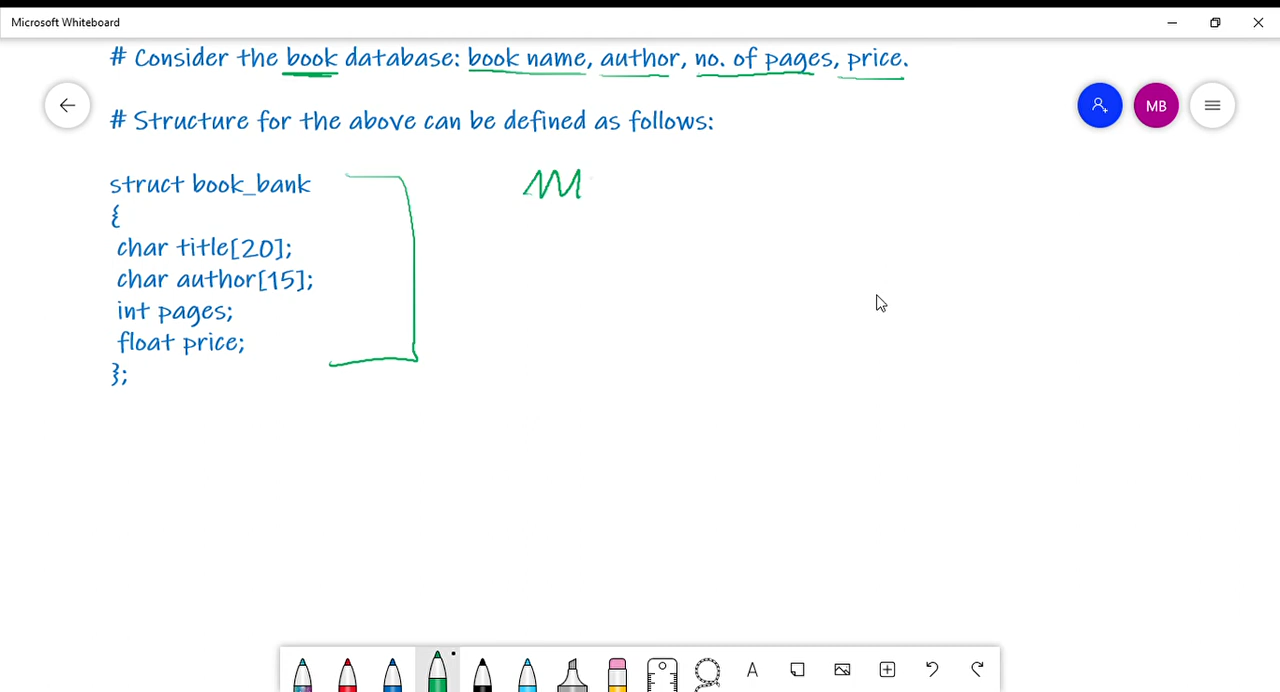 Microsoft Whiteboard
# Consider the book database: book name, author, no. of pages, price.
MB
# Structure for the above can be defined as follows:
struct book_bank
{
char title[20];
char author[15];
int pages;
float price;
};
A